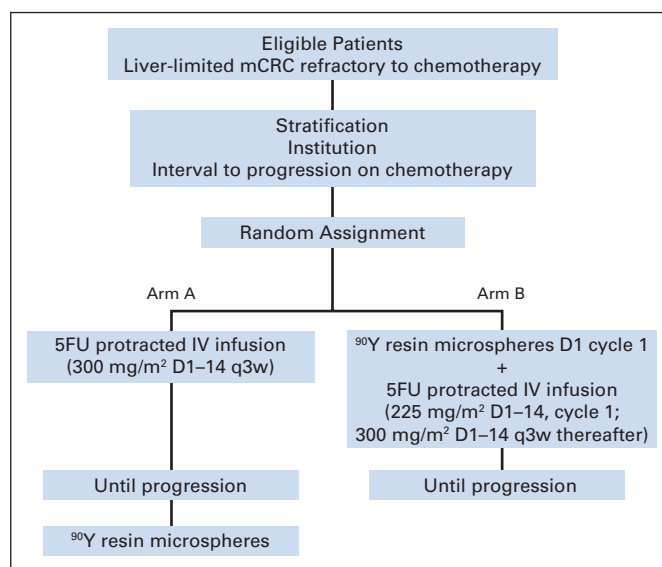 Eligible Patients
Liver-limited mCRC refractory to chemotherapy
Stratification
Institution
Interval to progression on chemotherapy
Random Assignment
Arm A
5FU protracted IV infusion
(300 mg/m² D1–14 q3w)
Until progression
⁹⁰Y resin microspheres
Arm B
⁹⁰Y resin microspheres D1 cycle 1
+
5FU protracted IV infusion
(225 mg/m² D1–14, cycle 1;
300 mg/m² D1–14 q3w thereafter)
Until progression